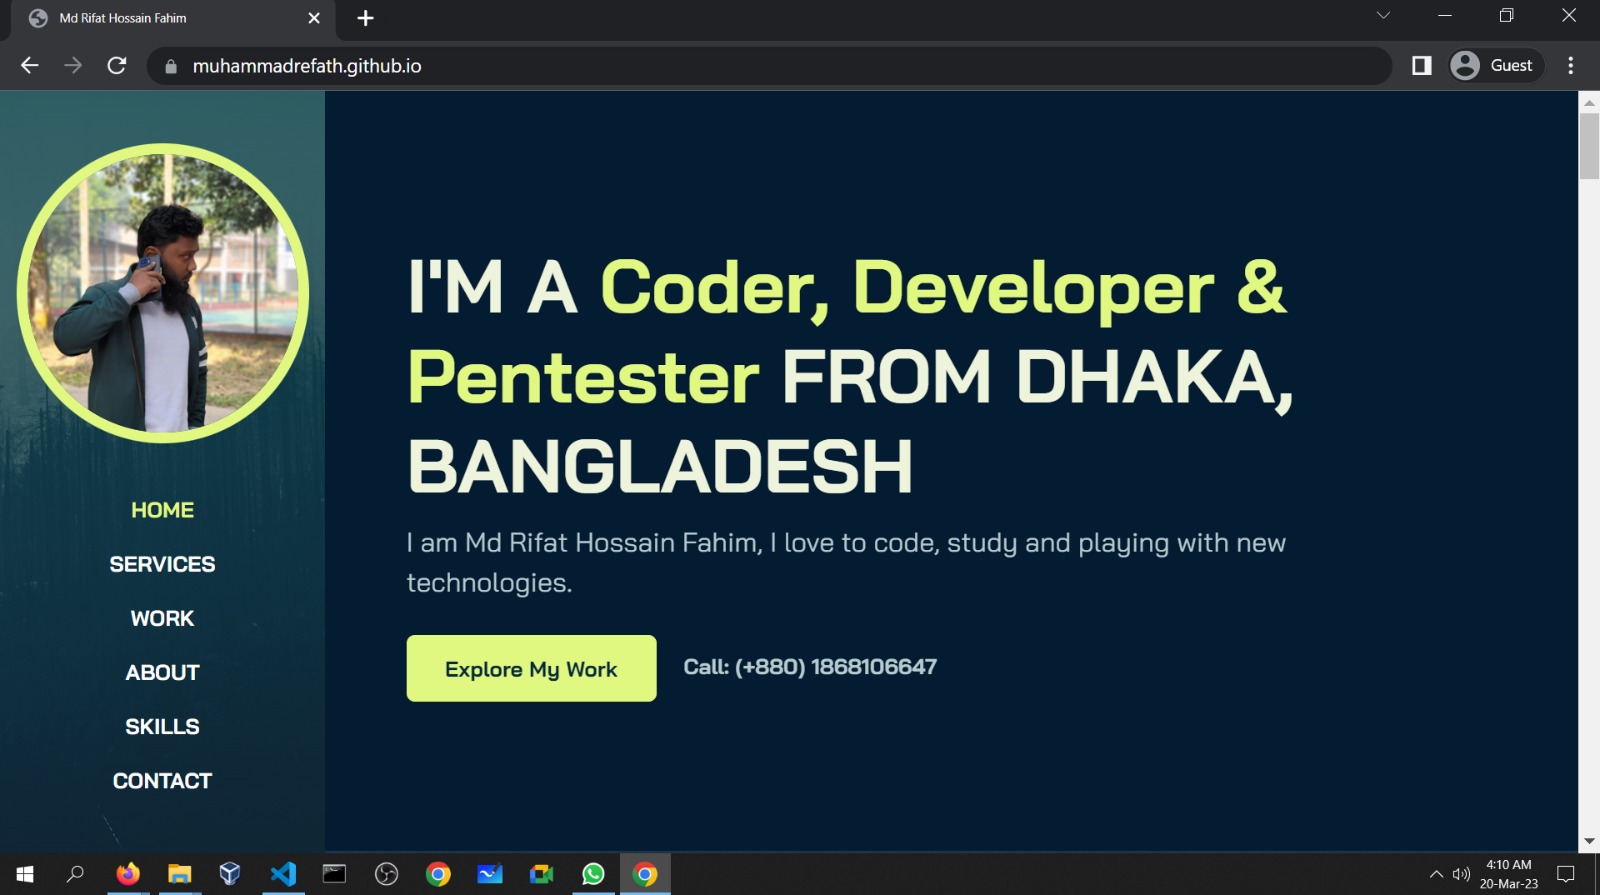 Md Rifat Hossain Fahim
muhammadrefath.github.io
Guest
HOME
SERVICES
WORK
ABOUT
SKILLS
CONTACT
I'M A Coder, Developer &
Pentester FROM DHAKA,
BANGLADESH
I am Md Rifat Hossain Fahim, I love to code, study and playing with new
technologies.
Explore My Work
Call: (+880) 1868106647
4:10 AM
20-Mar-23